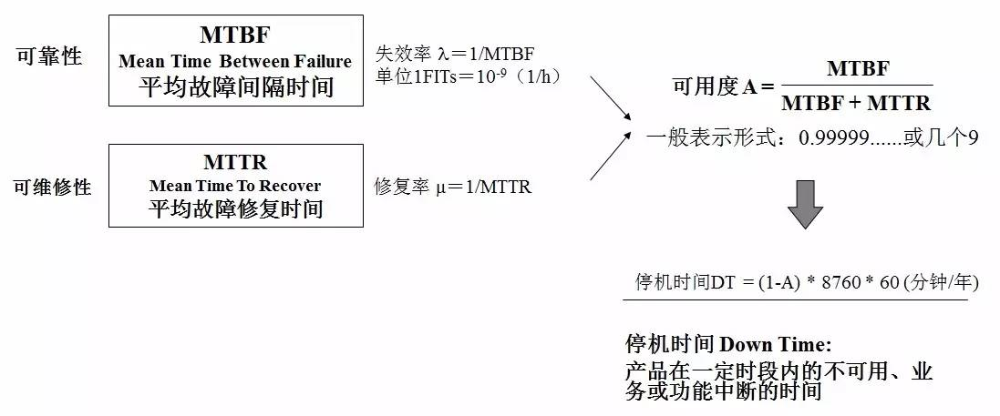 可靠性
MTBF
Mean Time Between Failure
平均故障间隔时间
失效率 λ＝1/MTBF
单位1FITs＝10⁻⁹（1/h）
可维修性
MTTR
Mean Time To Recover
平均故障修复时间
修复率 μ＝1/MTTR
可用度 A = MTBF / MTBF + MTTR
一般表示形式：0.99999......或几个9
停机时间DT = (1-A) * 8760 * 60 (分钟/年)
停机时间 Down Time:
产品在一定时段内的不可用、业
务或功能中断的时间